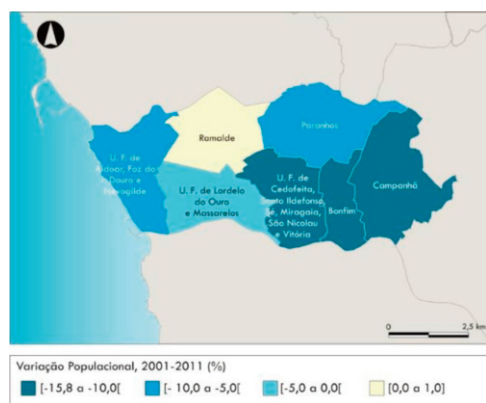 Ramalde
Paranhos
U. F. de
Aldoar, Foz do
Douro e
Nevogilde
U. F. de Lordelo
do Ouro
e Massarelos
U. F. de
Cedofeita,
Santo Ildefonso,
Sé, Miragaia,
São Nicolau
e Vitória
Bonfim
Campanhã
0
2,5 km
Variação Populacional, 2001-2011 (%)
[-15,8 a -10,0[
[- 10,0 a -5,0[
[-5,0 a 0,0[
[0,0 a 1,0]